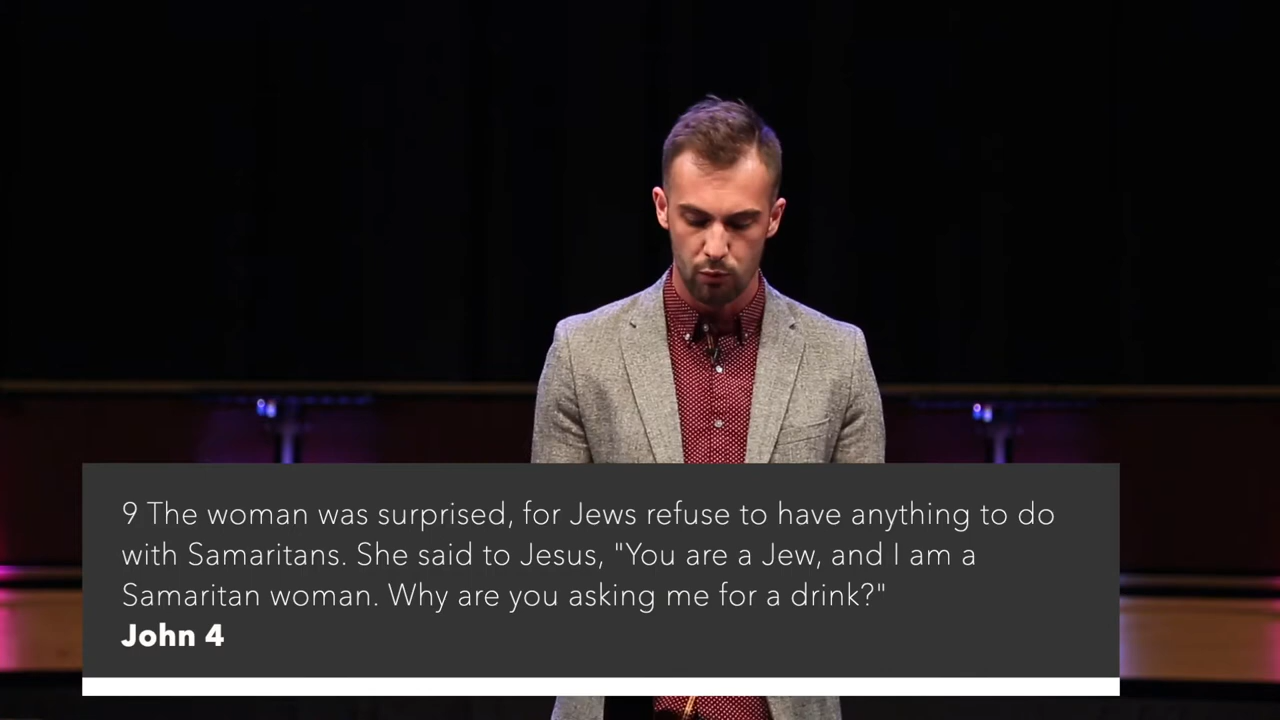 9 The woman was surprised, for Jews refuse to have anything to do
with Samaritans. She said to Jesus, "You are a Jew, and I am a
Samaritan woman. Why are you asking me for a drink?"
John 4